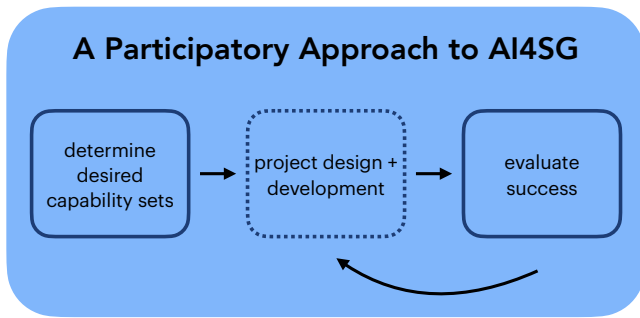 A Participatory Approach to AI4SG
determine
desired
capability sets
project design +
development
evaluate
success